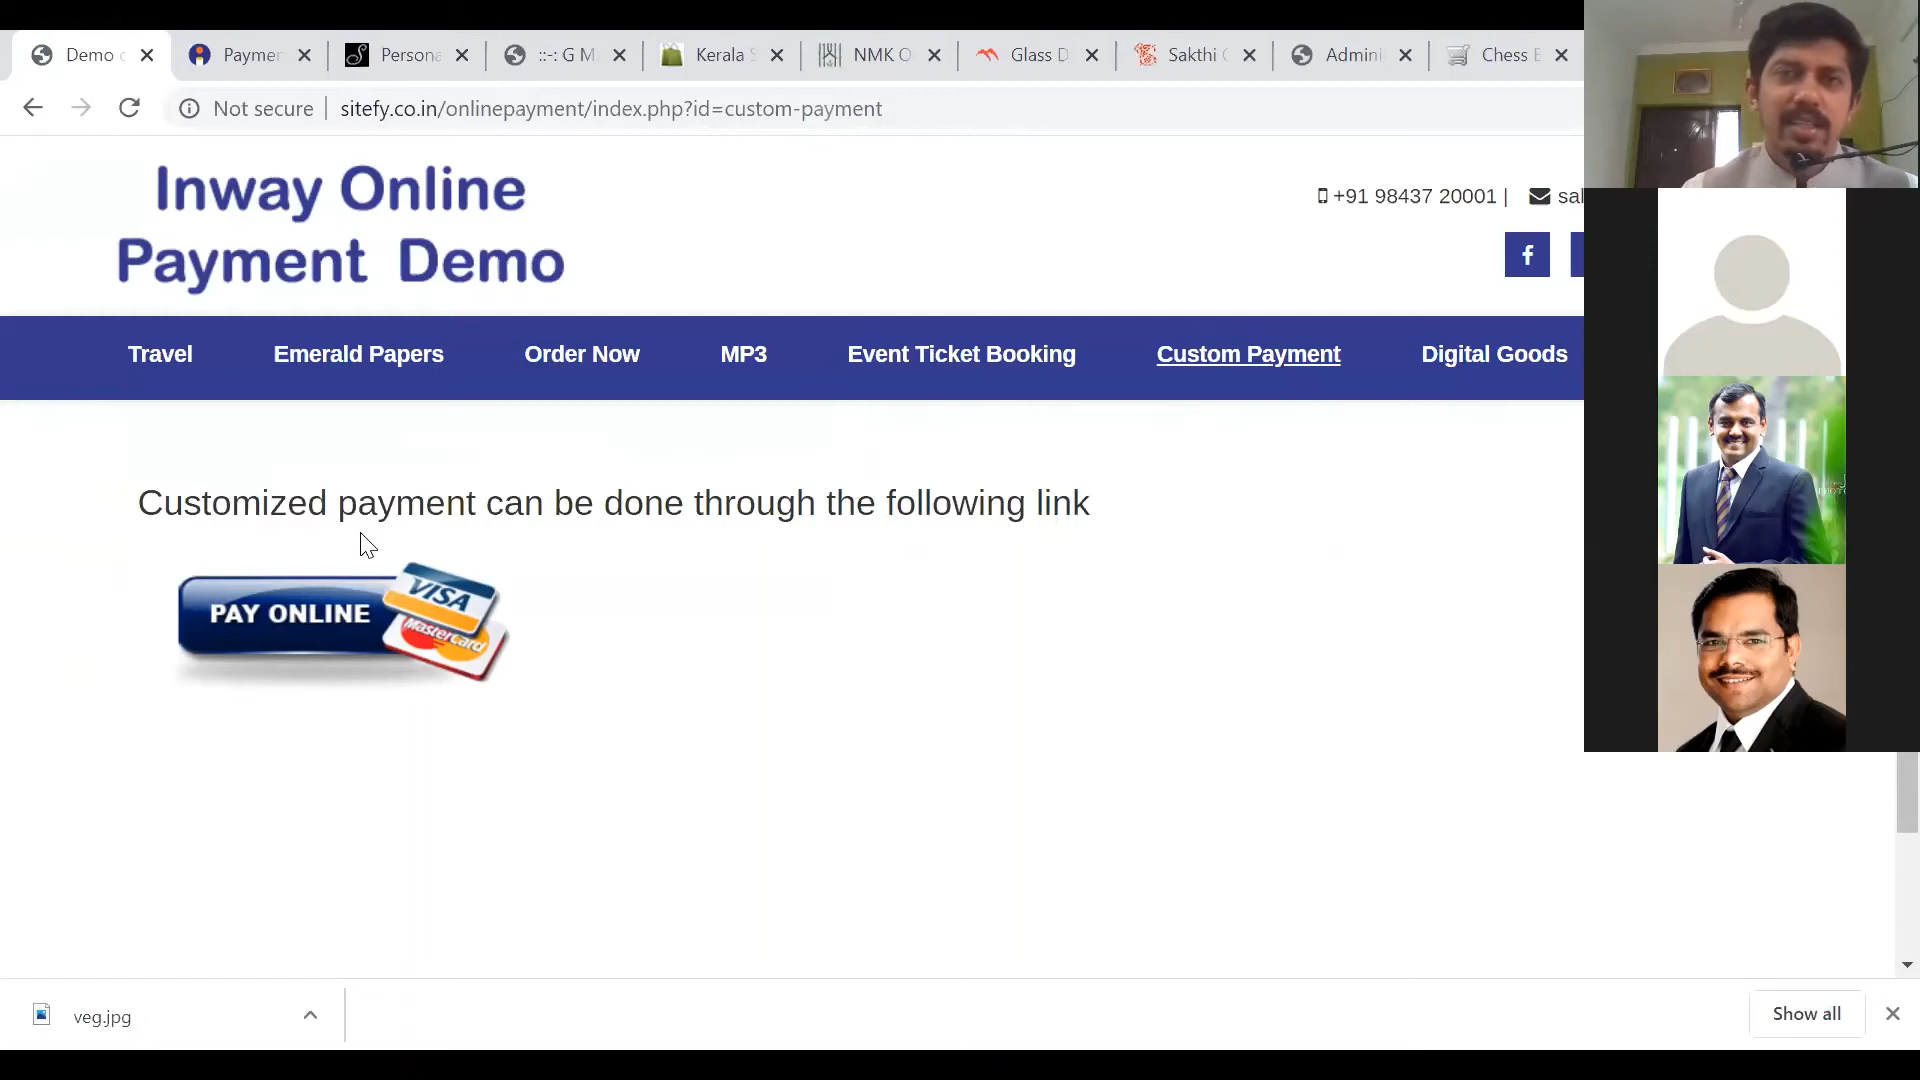 Demo
Paymen
Persona
::-: G M
Kerala S
NMK O
Glass D
Sakthi
Admini
Chess E
Not secure
sitefy.co.in/onlinepayment/index.php?id=custom-payment
Inway Online
Payment Demo
+91 98437 20001 |
sal
f
Travel
Emerald Papers
Order Now
MP3
Event Ticket Booking
Custom Payment
Digital Goods
Customized payment can be done through the following link
PAY ONLINE
VISA
MasterCard
veg.jpg
Show all